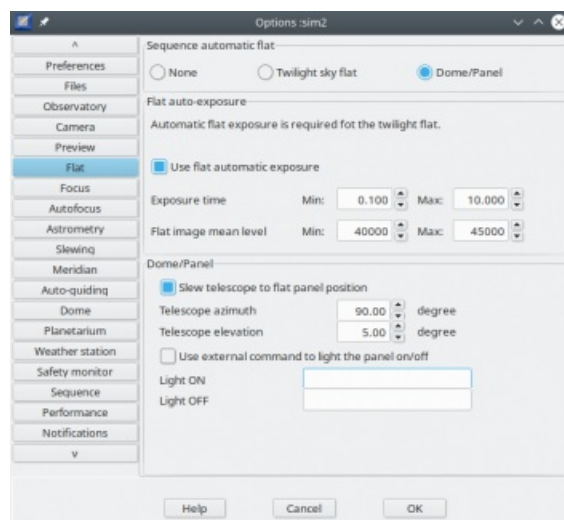 Options :sim2
^
Preferences
Files
Observatory
Camera
Preview
Flat
Focus
Autofocus
Astrometry
Slewing
Meridian
Auto-guiding
Dome
Planetarium
Weather station
Safety monitor
Sequence
Performance
Notifications
v
Sequence automatic flat
None Twilight sky flat Dome/Panel
Flat auto-exposure
Automatic flat exposure is required fot the twilight flat.
Use flat automatic exposure
Exposure time Min: 0.100 Max: 10.000
Flat image mean level Min: 40000 Max: 45000
Dome/Panel
Slew telescope to flat panel position
Telescope azimuth 90.00 degree
Telescope elevation 5.00 degree
Use external command to light the panel on/off
Light ON
Light OFF
Help Cancel OK